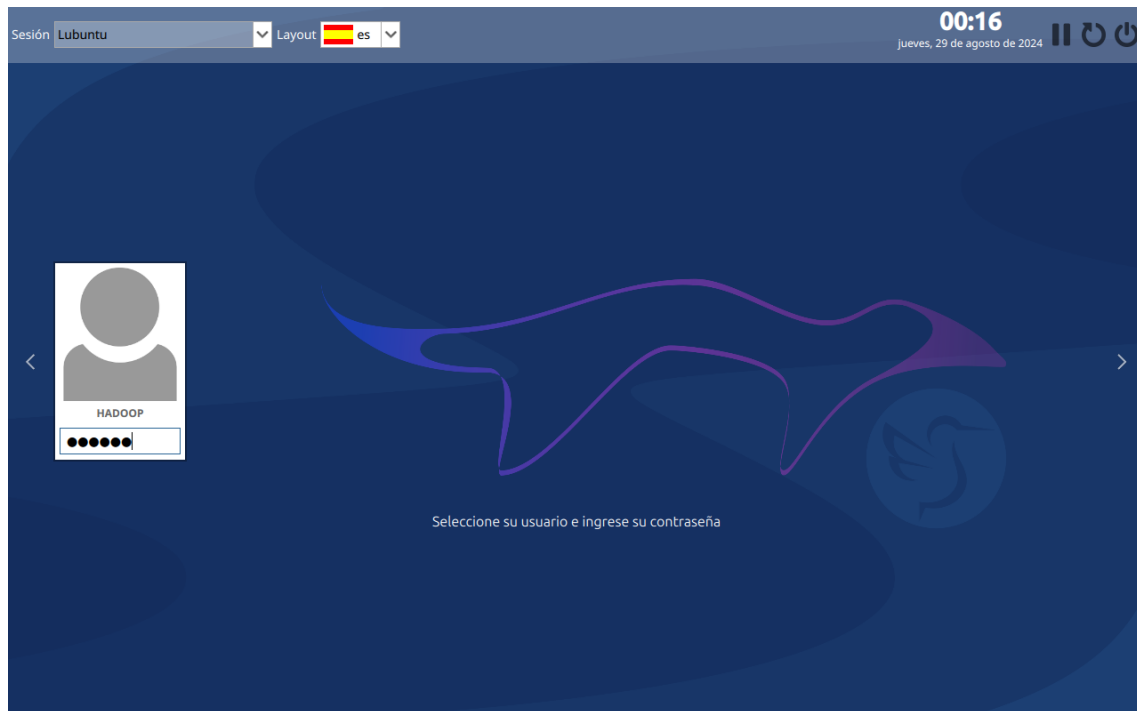 Sesión Lubuntu Layout es
00:16
jueves, 29 de agosto de 2024
HADOOP
Seleccione su usuario e ingrese su contraseña